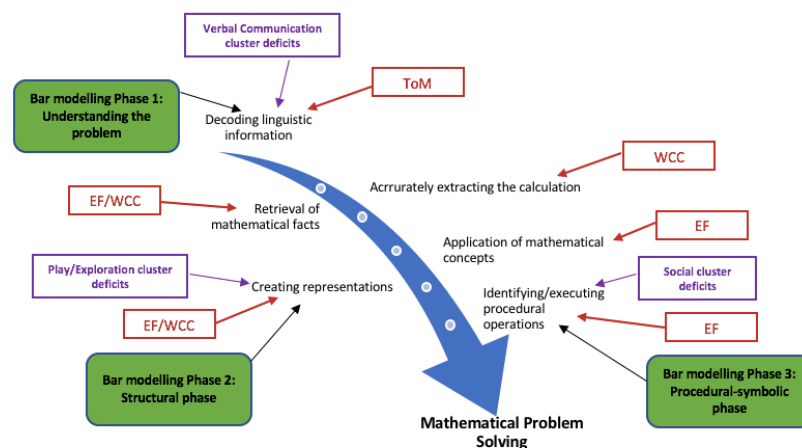 Verbal Communication
cluster deficits
ToM
Bar modelling Phase 1:
Understanding the
problem
Decoding linguistic
information
WCC
Acrrurately extracting the calculation
EF/WCC
Retrieval of
mathematical facts
EF
Application of mathematical
concepts
Play/Exploration cluster
deficits
Creating representations
Social cluster
deficits
Identifying/executing
procedural
operations
EF/WCC
EF
Bar modelling Phase 2:
Structural phase
Bar modelling Phase 3:
Procedural-symbolic
phase
Mathematical Problem
Solving